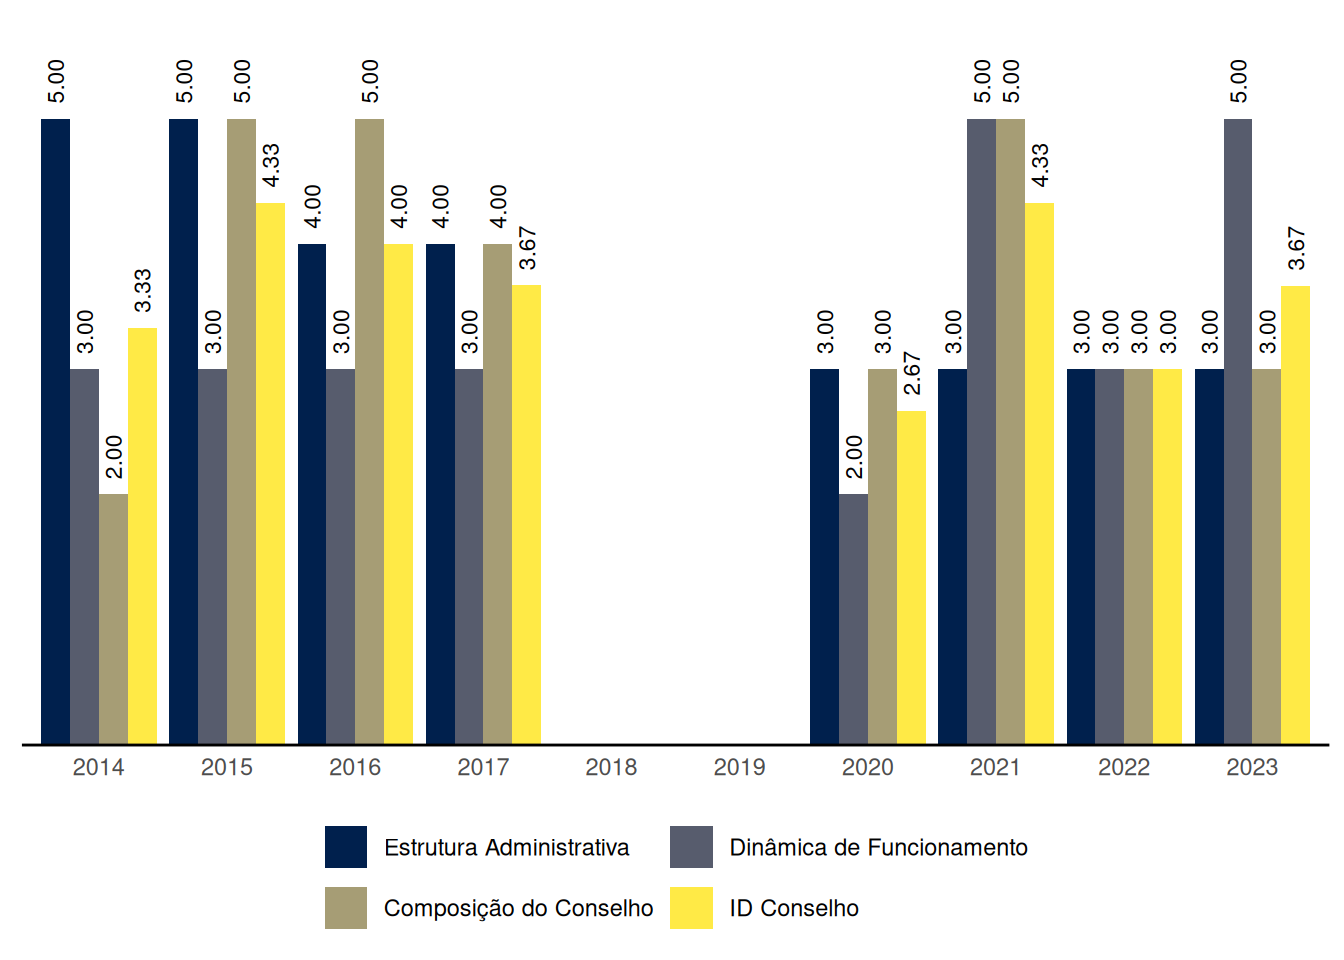 5.00 3.00 2.00 3.33 5.00 3.00 5.00 4.33 4.00 3.00 5.00 4.00 4.00 3.00 4.00 3.67 3.00 2.00 3.00 2.67 3.00 5.00 5.00 4.33 3.00 3.00 3.00 3.00 3.00 5.00 3.00 3.67
2014 2015 2016 2017 2018 2019 2020 2021 2022 2023
Estrutura Administrativa Dinâmica de Funcionamento
Composição do Conselho ID Conselho